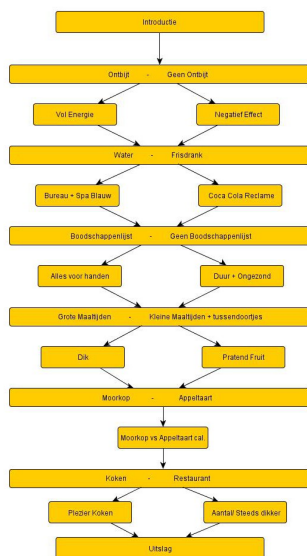 Introductie
Ontbijt - Geen Ontbijt
Vol Energie
Negatief Effect
Water - Frisdrank
Bureau + Spa Blauw
Coca Cola Reclame
Boodschappenlijst - Geen Boodschappenlijst
Alles voor handen
Duur + Ongezond
Grote Maaltijden - Kleine Maaltijden + tussendoortjes
Dik
Pratend Fruit
Moorkop - Appeltaart
Moorkop vs Appeltaart cal.
Koken - Restaurant
Plezier Koken
Aantal/ Steeds dikker
Uitslag